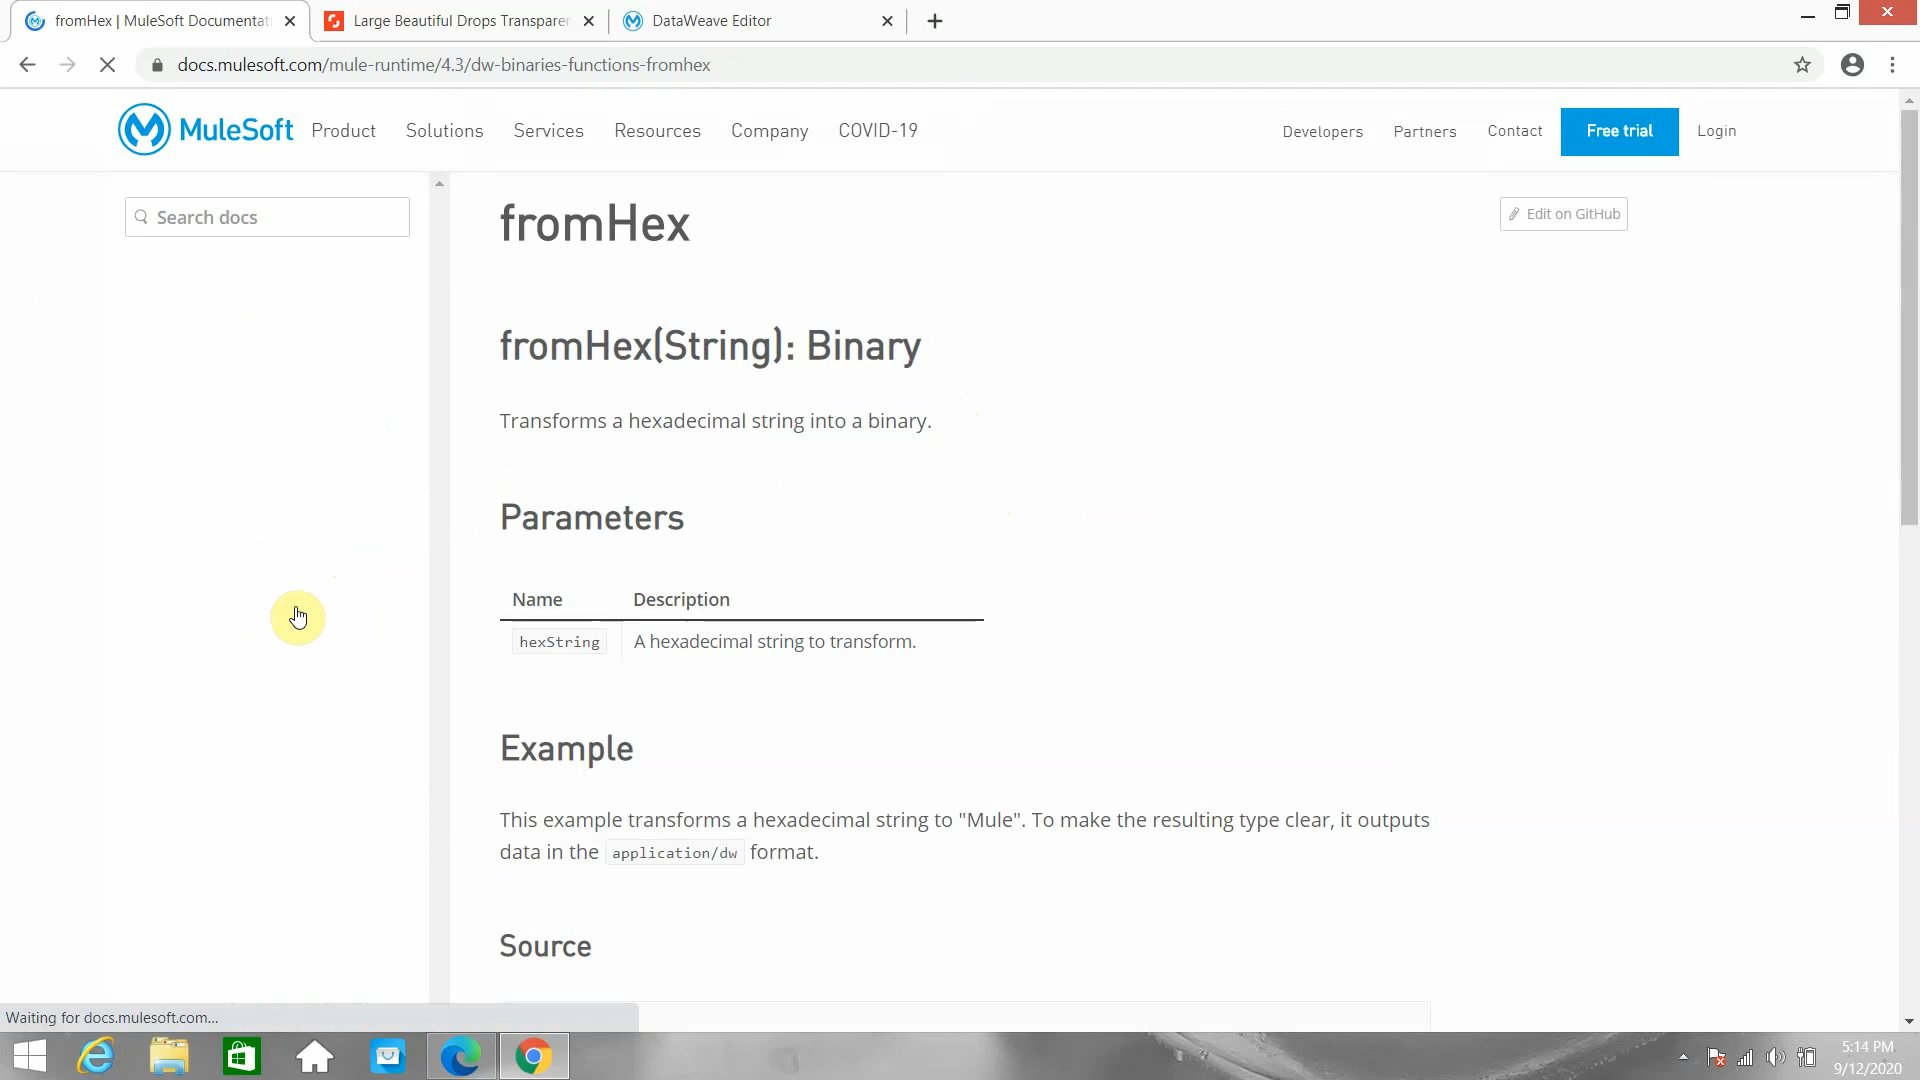 fromHex | MuleSoft Documentati
Large Beautiful Drops Transparen
DataWeave Editor
docs.mulesoft.com/mule-runtime/4.3/dw-binaries-functions-fromhex
MuleSoft
Product
Solutions
Services
Resources
Company
COVID-19
Developers
Partners
Contact
Free trial
Login
Search docs
fromHex
Edit on GitHub
fromHex(String): Binary
Transforms a hexadecimal string into a binary.
Parameters
Name
Description
hexString
A hexadecimal string to transform.
Example
This example transforms a hexadecimal string to "Mule". To make the resulting type clear, it outputs
data in the application/dw format.
Source
Waiting for docs.mulesoft.com...
5:14 PM
9/12/2020